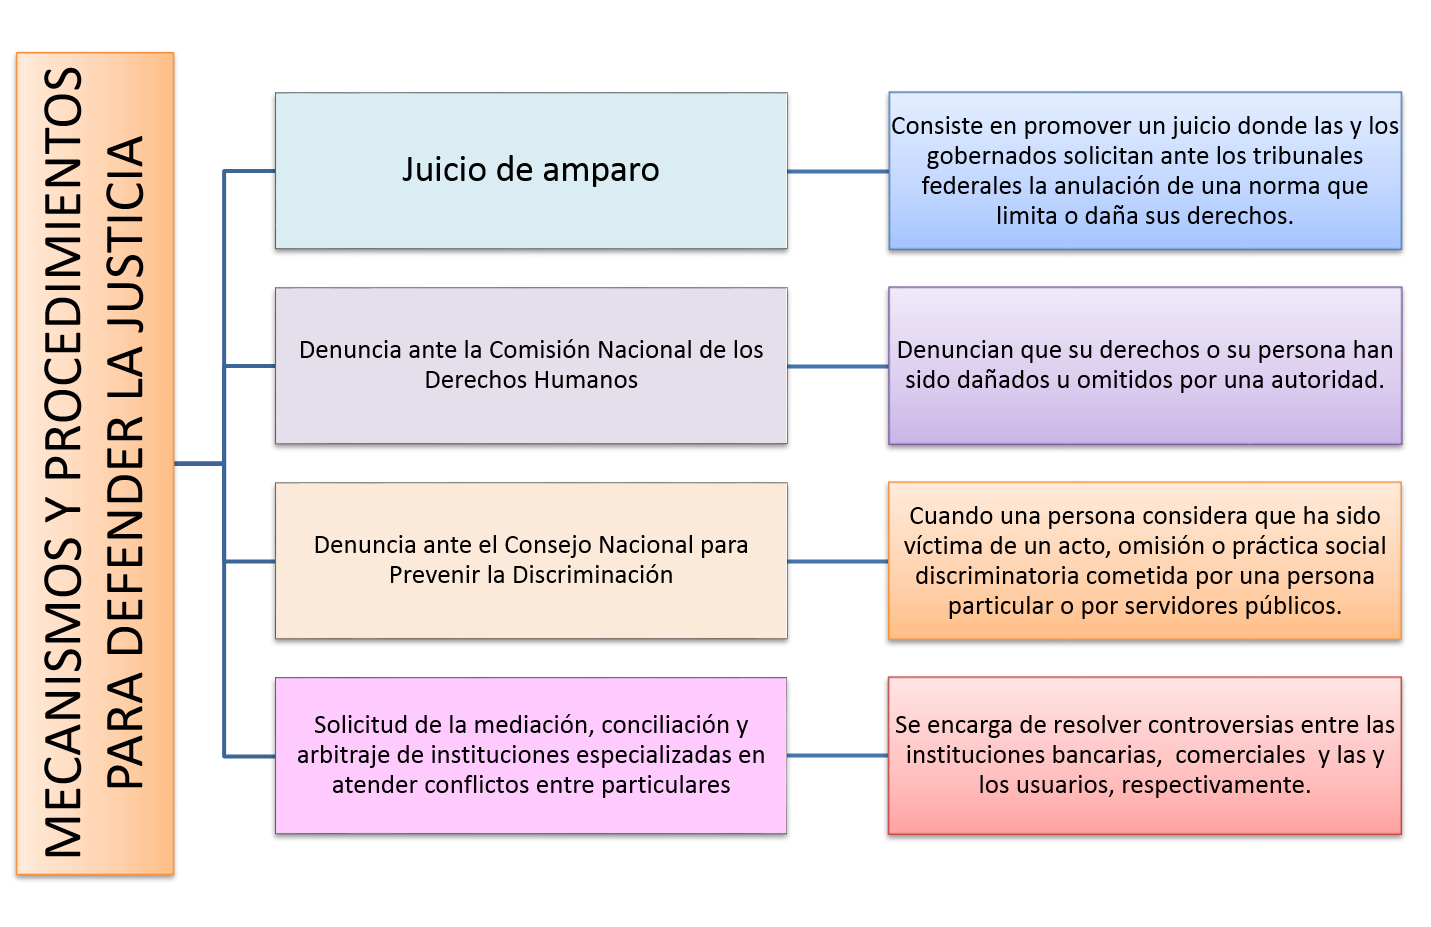 MECANISMOS Y PROCEDIMIENTOS
PARA DEFENDER LA JUSTICIA
Juicio de amparo
Consiste en promover un juicio donde las y los
gobernados solicitan ante los tribunales
federales la anulación de una norma que
limita o daña sus derechos.
Denuncia ante la Comisión Nacional de los
Derechos Humanos
Denuncian que su derechos o su persona han
sido dañados u omitidos por una autoridad.
Denuncia ante el Consejo Nacional para
Prevenir la Discriminación
Cuando una persona considera que ha sido
víctima de un acto, omisión o práctica social
discriminatoria cometida por una persona
particular o por servidores públicos.
Solicitud de la mediación, conciliación y
arbitraje de instituciones especializadas en
atender conflictos entre particulares
Se encarga de resolver controversias entre las
instituciones bancarias,  comerciales  y las y
los usuarios, respectivamente.